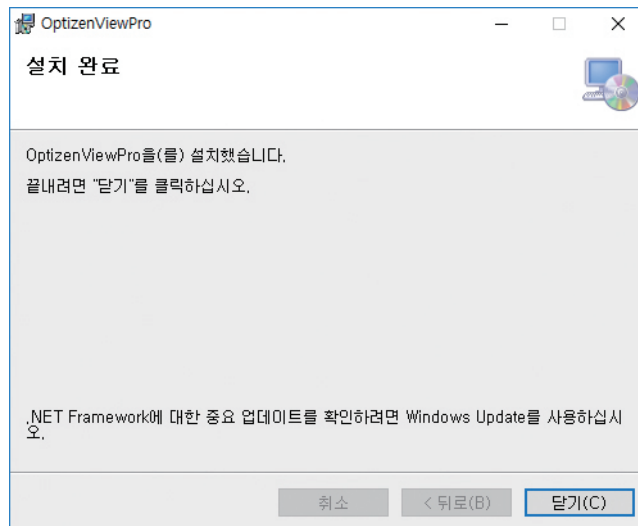 OptizenViewPro
설치 완료
OptizenViewPro을(를) 설치했습니다.
끝내려면 "닫기"를 클릭하십시오.
.NET Framework에 대한 중요 업데이트를 확인하려면 Windows Update를 사용하십시
오.
취소
< 뒤로(B)
닫기(C)